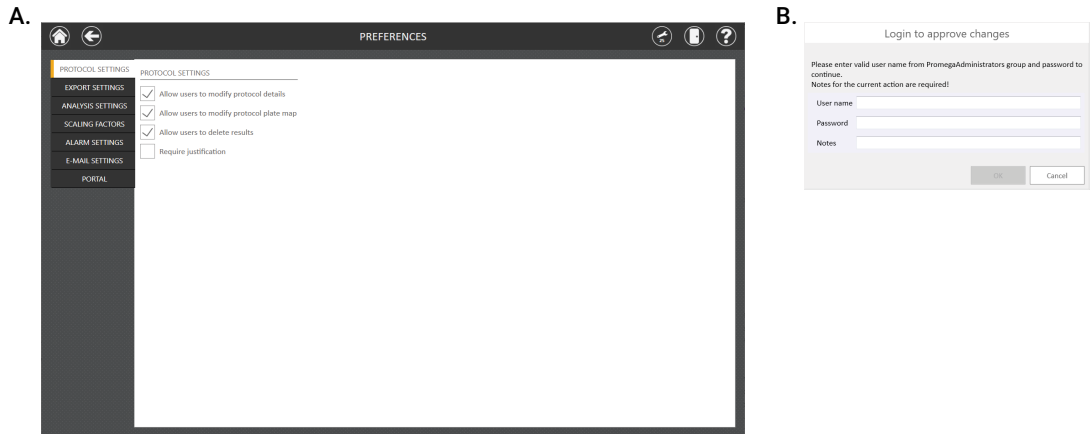 A.
PREFERENCES
25
PROTOCOL SETTINGS
EXPORT SETTINGS
ANALYSIS SETTINGS
SCALING FACTORS
ALARM SETTINGS
E-MAIL SETTINGS
PORTAL
PROTOCOL SETTINGS
Allow users to modify protocol details
Allow users to modify protocol plate map
Allow users to delete results
Require justification
B.
Login to approve changes
Please enter valid user name from PromegaAdministrators group and password to
continue.
Notes for the current action are required!
User name
Password
Notes
OK
Cancel